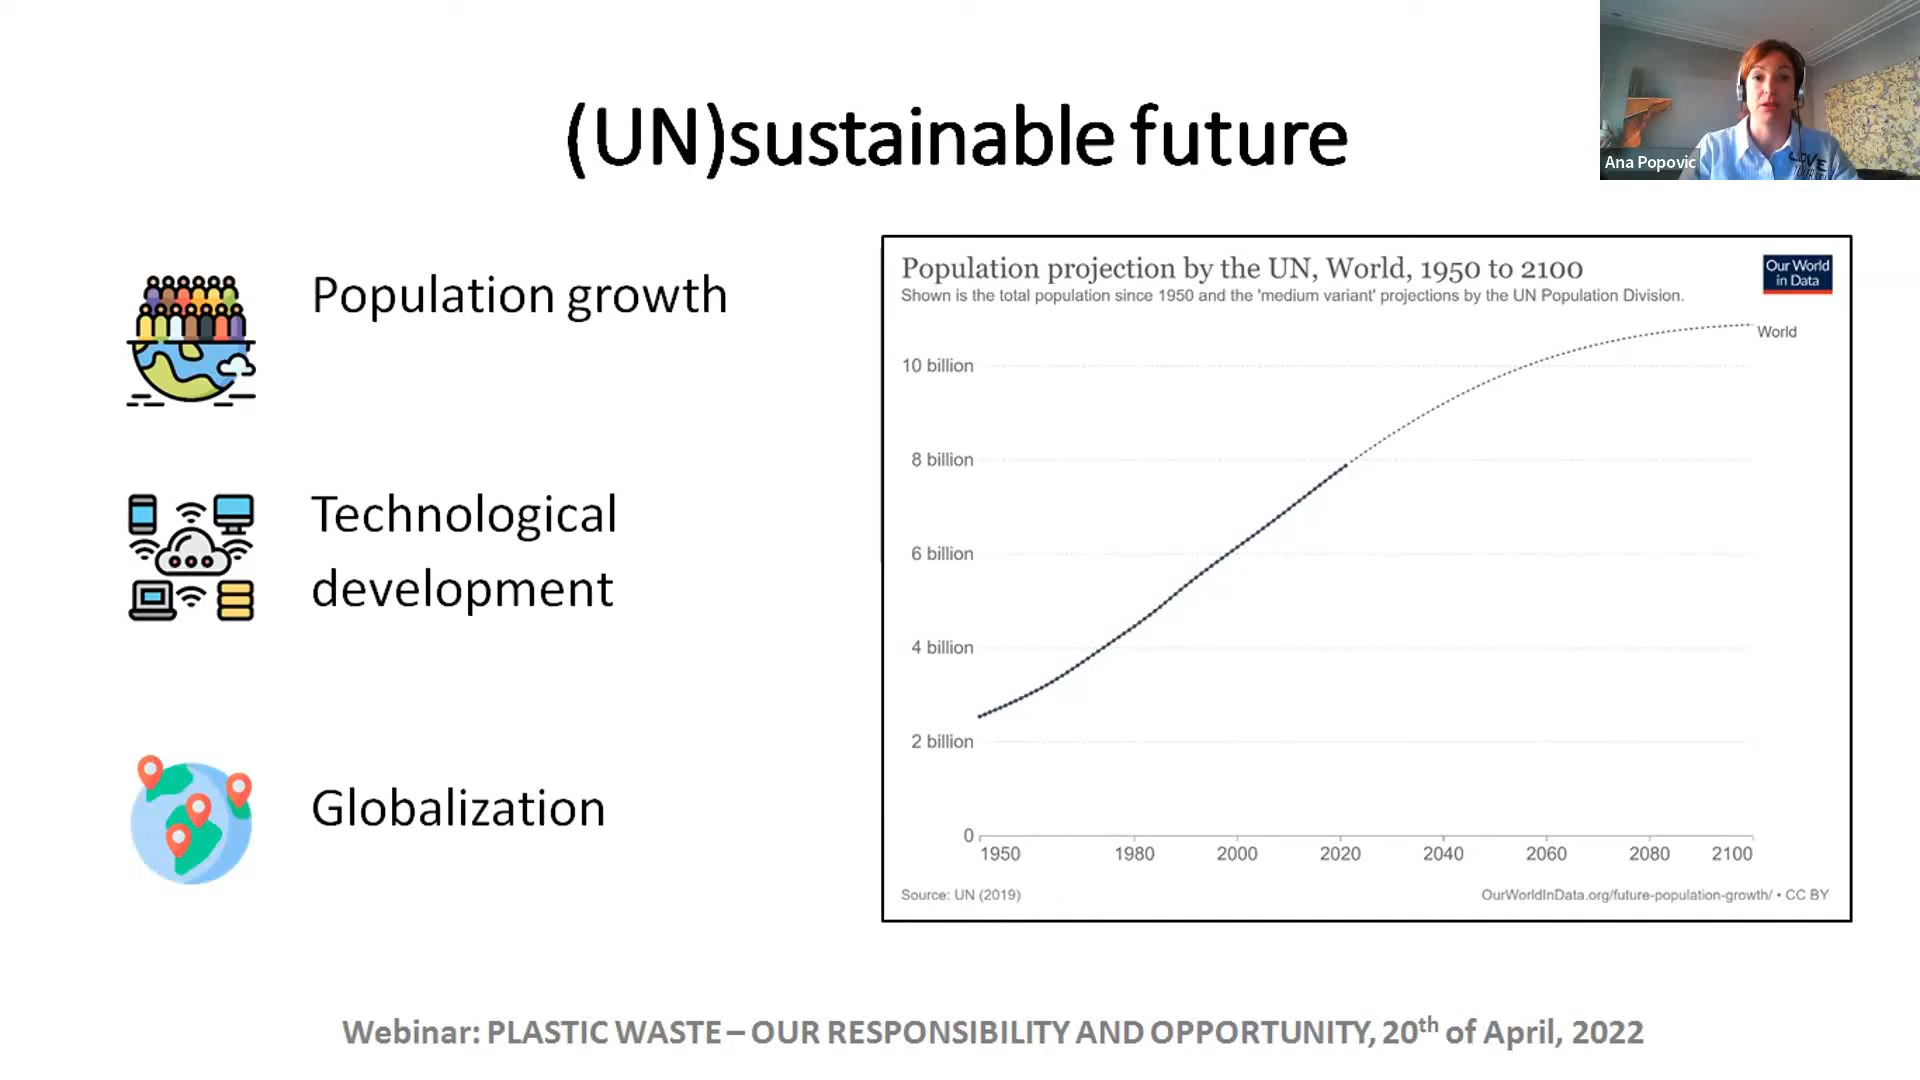 (UN)sustainable future
Ana Popovic
Population growth
Technological
development
Globalization
Population projection by the UN, World, 1950 to 2100
Shown is the total population since 1950 and the 'medium variant' projections by the UN Population Division.
Our World
in Data
World
10 billion
8 billion
6 billion
4 billion
2 billion
0
1950 1980 2000 2020 2040 2060 2080 2100
Source: UN (2019)
OurWorldInData.org/future-population-growth/ • CC BY
Webinar: PLASTIC WASTE – OUR RESPONSIBILITY AND OPPORTUNITY, 20th of April, 2022